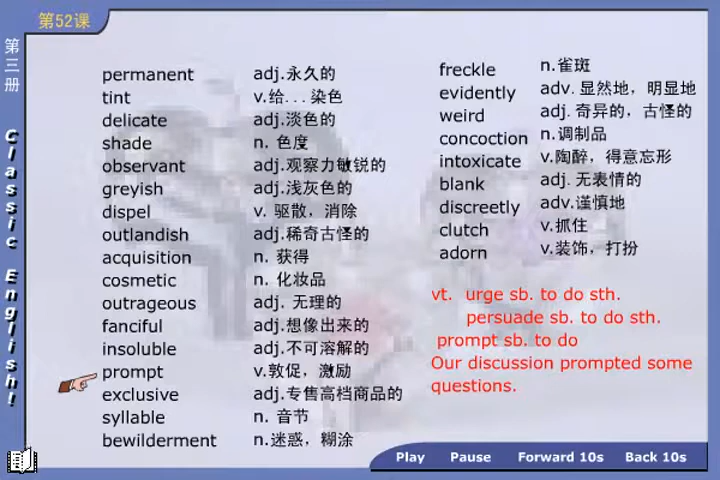 第52课
第三册
Classic English!
permanent adj.永久的
tint v.给...染色
delicate adj.淡色的
shade n. 色度
observant adj.观察力敏锐的
greyish adj.浅灰色的
dispel v. 驱散，消除
outlandish adj.稀奇古怪的
acquisition n. 获得
cosmetic n. 化妆品
outrageous adj. 无理的
fanciful adj.想像出来的
insoluble adj.不可溶解的
prompt v.敦促，激励
exclusive adj.专售高档商品的
syllable n. 音节
bewilderment n.迷惑，糊涂
freckle n.雀斑
evidently adv. 显然地，明显地
weird adj. 奇异的，古怪的
concoction n.调制品
intoxicate v.陶醉，得意忘形
blank adj. 无表情的
discreetly adv.谨慎地
clutch v.抓住
adorn v.装饰，打扮
vt. urge sb. to do sth.
persuade sb. to do sth.
prompt sb. to do
Our discussion prompted some
questions.
Play Pause Forward 10s Back 10s